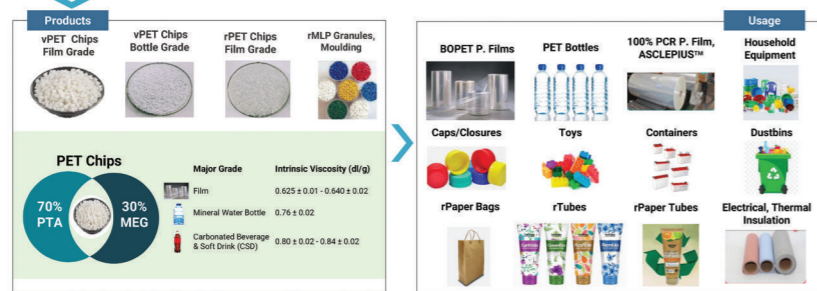 Products
vPET Chips
Film Grade
vPET Chips
Bottle Grade
rPET Chips
Film Grade
rMLP Granules,
Moulding
PET Chips
70%
PTA
30%
MEG
Major Grade
Intrinsic Viscosity (dl/g)
Film
0.625 ± 0.01 - 0.640 ± 0.02
Mineral Water Bottle
0.76 ± 0.02
Carbonated Beverage
& Soft Drink (CSD)
0.80 ± 0.02 - 0.84 ± 0.02
Usage
BOPET P. Films
PET Bottles
100% PCR P. Film,
ASCLEPIUS™
Household
Equipment
Caps/Closures
Toys
Containers
Dustbins
rPaper Bags
rTubes
rPaper Tubes
Electrical, Thermal
Insulation